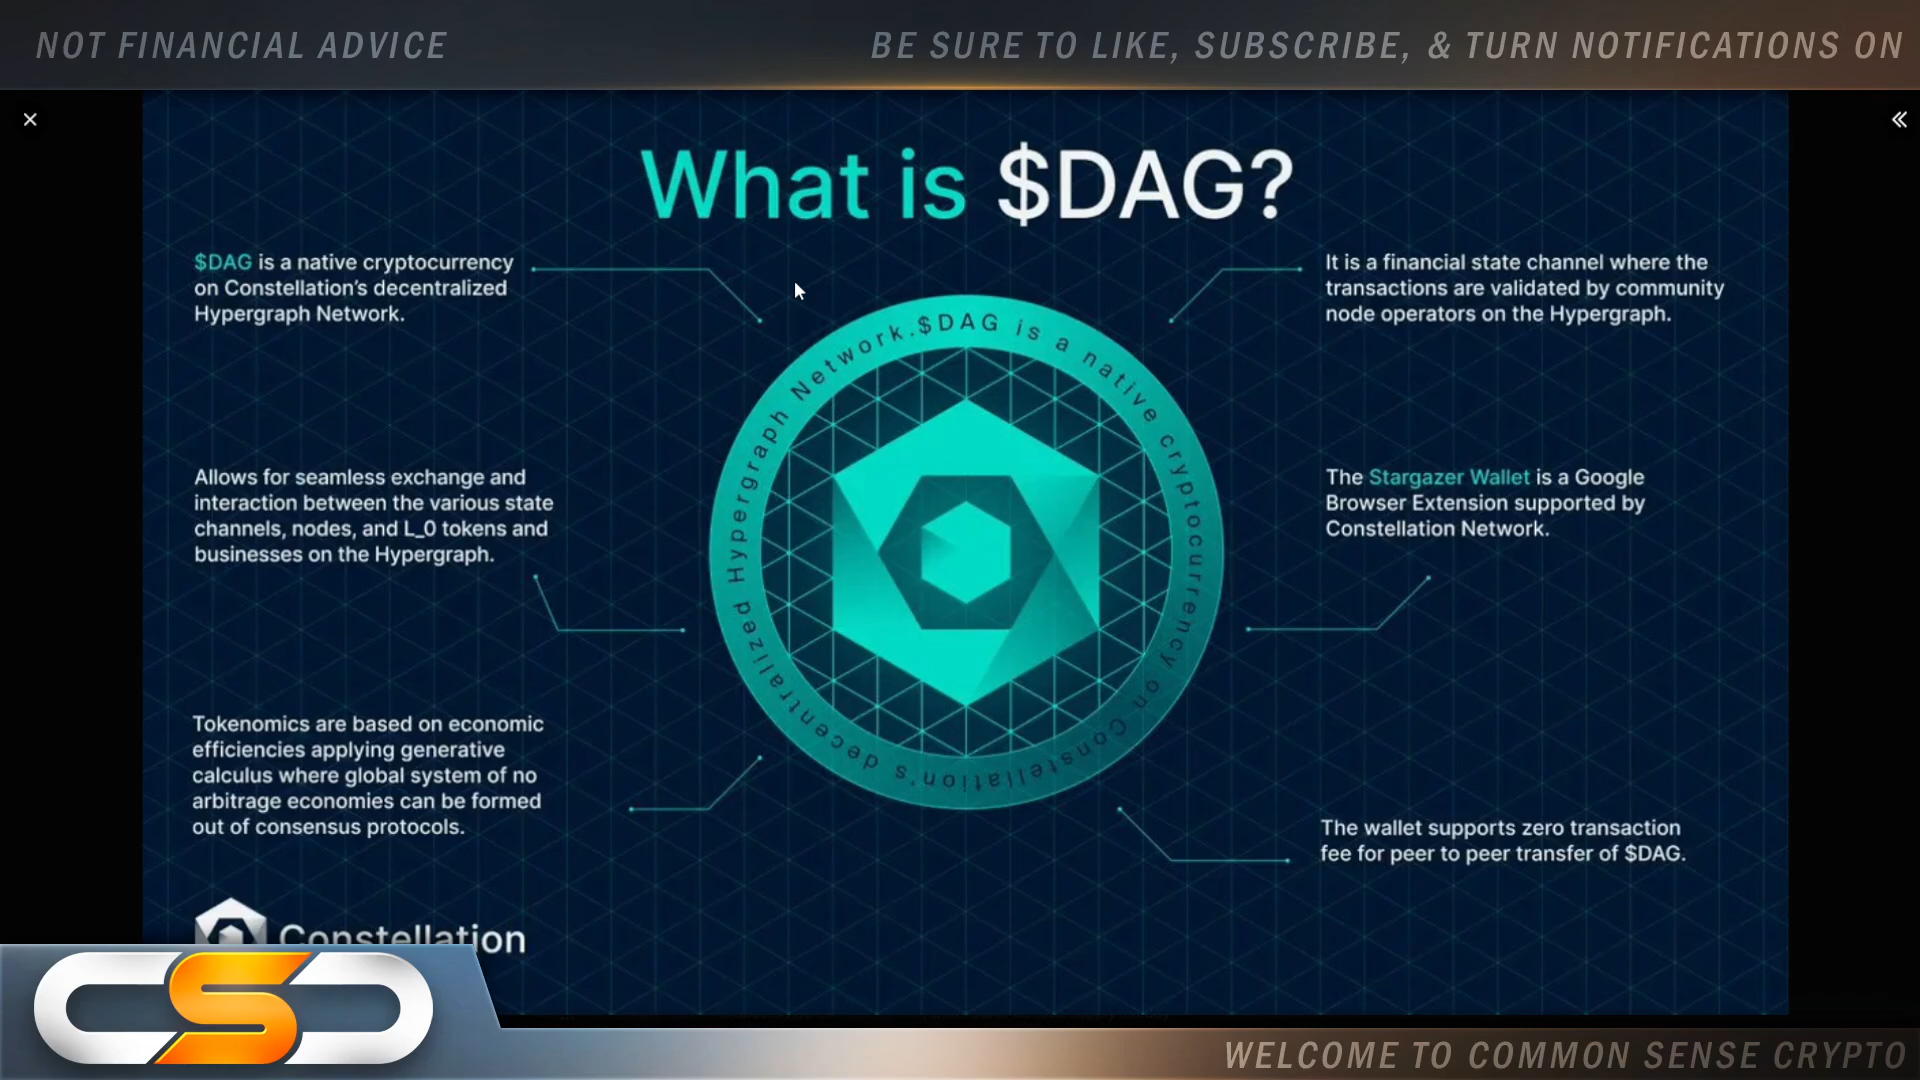 NOT FINANCIAL ADVICE
BE SURE TO LIKE, SUBSCRIBE, & TURN NOTIFICATIONS ON
What is $DAG?
$DAG is a native cryptocurrency
on Constellation’s decentralized
Hypergraph Network.
It is a financial state channel where the
transactions are validated by community
node operators on the Hypergraph.
$DAG is a native cryptocurrency on Constellation's decentralized Hypergraph Network.
Allows for seamless exchange and
interaction between the various state
channels, nodes, and L_0 tokens and
businesses on the Hypergraph.
The Stargazer Wallet is a Google
Browser Extension supported by
Constellation Network.
Tokenomics are based on economic
efficiencies applying generative
calculus where global system of no
arbitrage economies can be formed
out of consensus protocols.
The wallet supports zero transaction
fee for peer to peer transfer of $DAG.
Constellation
CSC
WELCOME TO COMMON SENSE CRYPTO